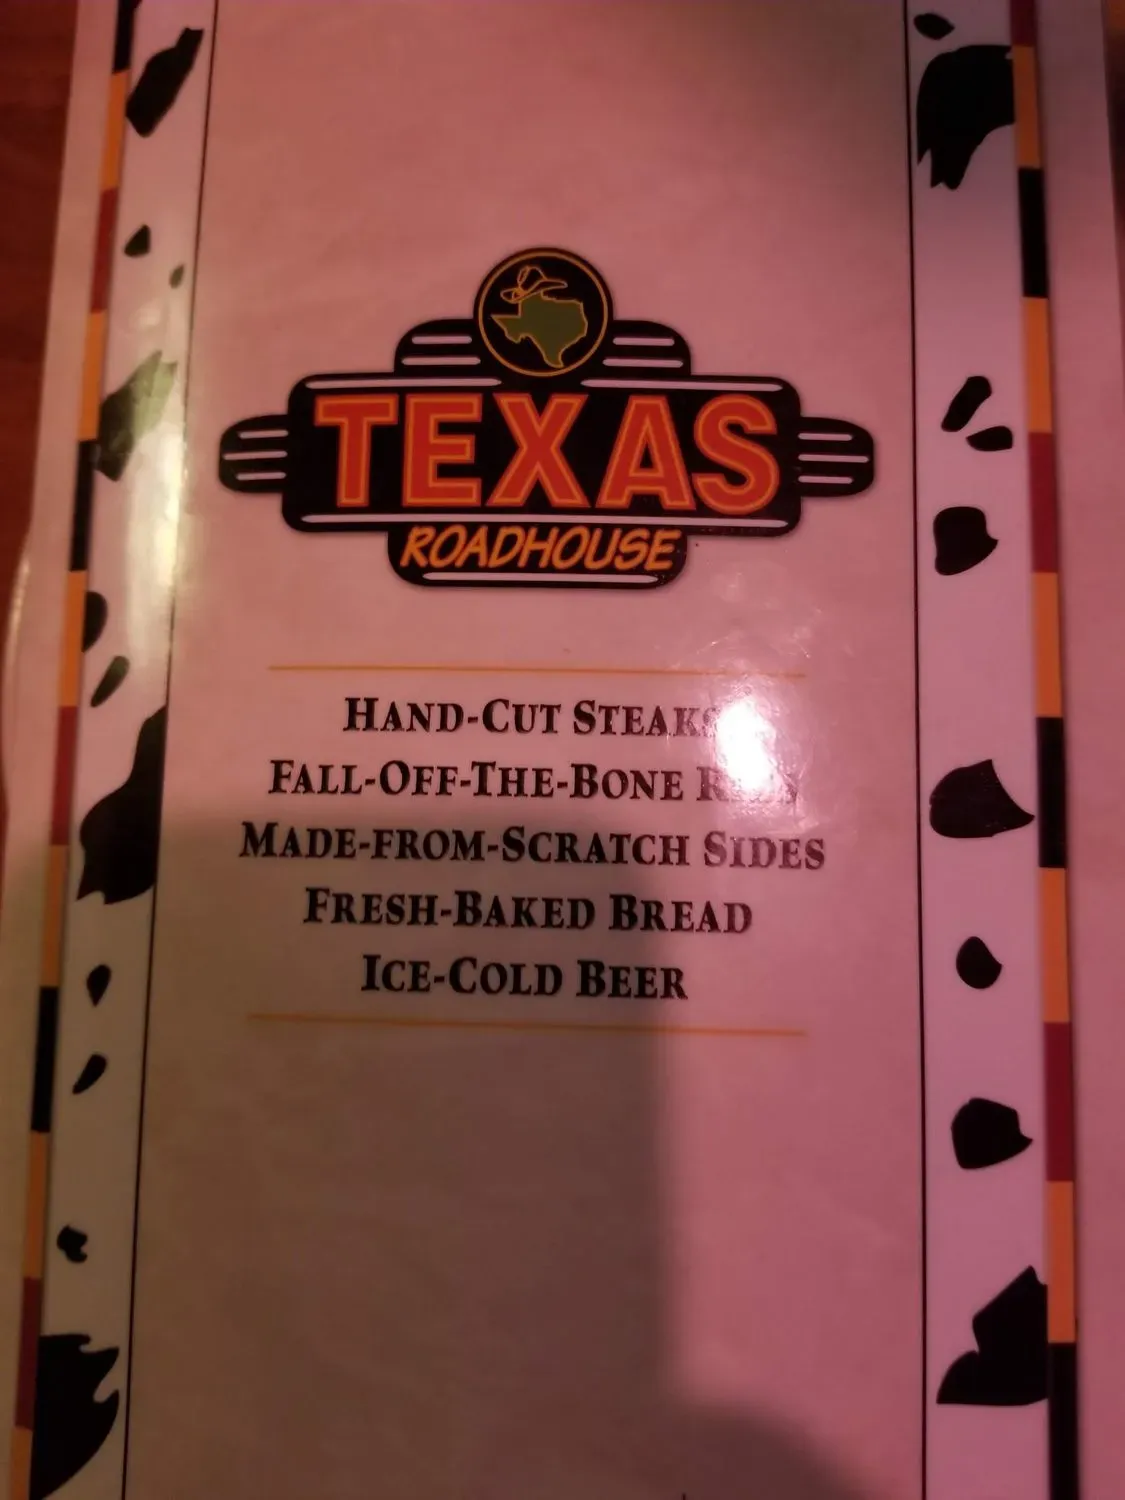 TEXAS
ROADHOUSE
HAND-CUT STEAKS
FALL-OFF-THE-BONE
MADE-FROM-SCRATCH SIDES
FRESH-BAKED BREAD
ICE-COLD BEER